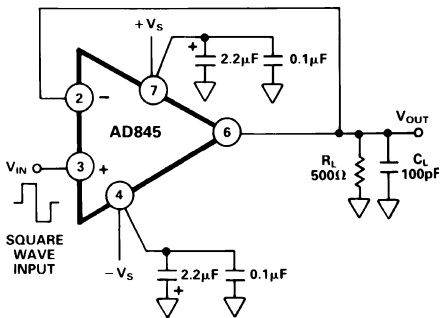 +VS
+
2.2µF
0.1µF
2
−
7
AD845
6
VOUT
VIN
3
+
4
RL
500Ω
CL
100pF
SQUARE
WAVE
INPUT
−VS
2.2µF
+
0.1µF